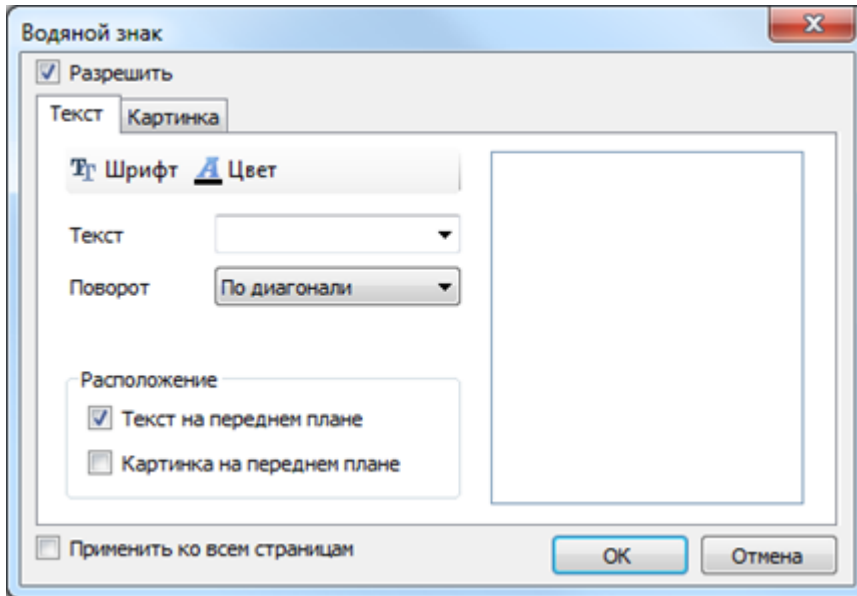 Водяной знак
Разрешить
Текст Картинка
Шрифт Цвет
Текст
Поворот По диагонали
Расположение
Текст на переднем плане
Картинка на переднем плане
Применить ко всем страницам OK Отмена